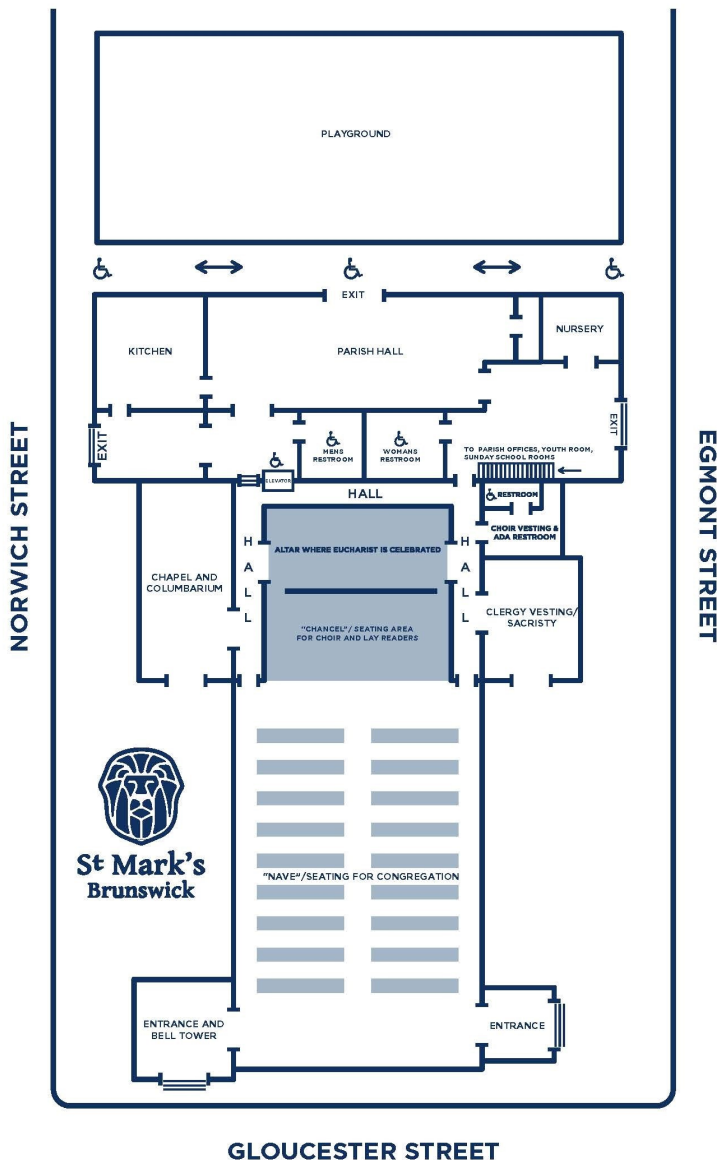 PLAYGROUND
EXIT
KITCHEN
PARISH HALL
NURSERY
EXIT
MENS
RESTROOM
WOMANS
RESTROOM
EXIT
TO PARISH OFFICES, YOUTH ROOM,
SUNDAY SCHOOL ROOMS
ELEVATOR
HALL
RESTROOM
CHOIR VESTING &
ADA RESTROOM
HALL
ALTAR WHERE EUCHARIST IS CELEBRATED
HALL
CHAPEL AND
COLUMBARIUM
"CHANCEL"/ SEATING AREA
FOR CHOIR AND LAY READERS
CLERGY VESTING/
SACRISTY
NORWICH STREET
EGMONT STREET
St Mark's
Brunswick
"NAVE"/SEATING FOR CONGREGATION
ENTRANCE AND
BELL TOWER
ENTRANCE
GLOUCESTER STREET